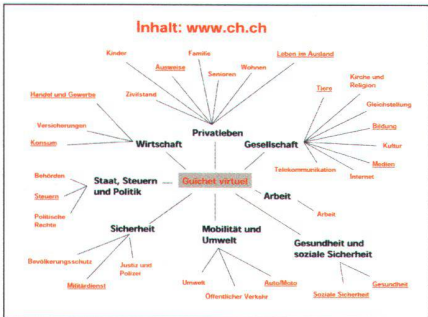 Inhalt: www.ch.ch
Kinder
Familie
Ausweise
Senioren
Wohnen
Leben im Ausland
Zivilstand
Handel und Gewerbe
Versicherungen
Konsum
Wirtschaft
Privatleben
Gesellschaft
Tiere
Kirche und
Religion
Gleichstellung
Bildung
Kultur
Medien
Internet
Telekommunikation
Behörden
Steuern
Politische
Rechte
Staat, Steuern
und Politik
Guichet virtuel
Arbeit
Arbeit
Sicherheit
Bevölkerungsschutz
Militärdienst
Justiz und
Polizei
Mobilität und
Umwelt
Umwelt
Öffentlicher Verkehr
Auto/Moto
Gesundheit und
soziale Sicherheit
Soziale Sicherheit
Gesundheit